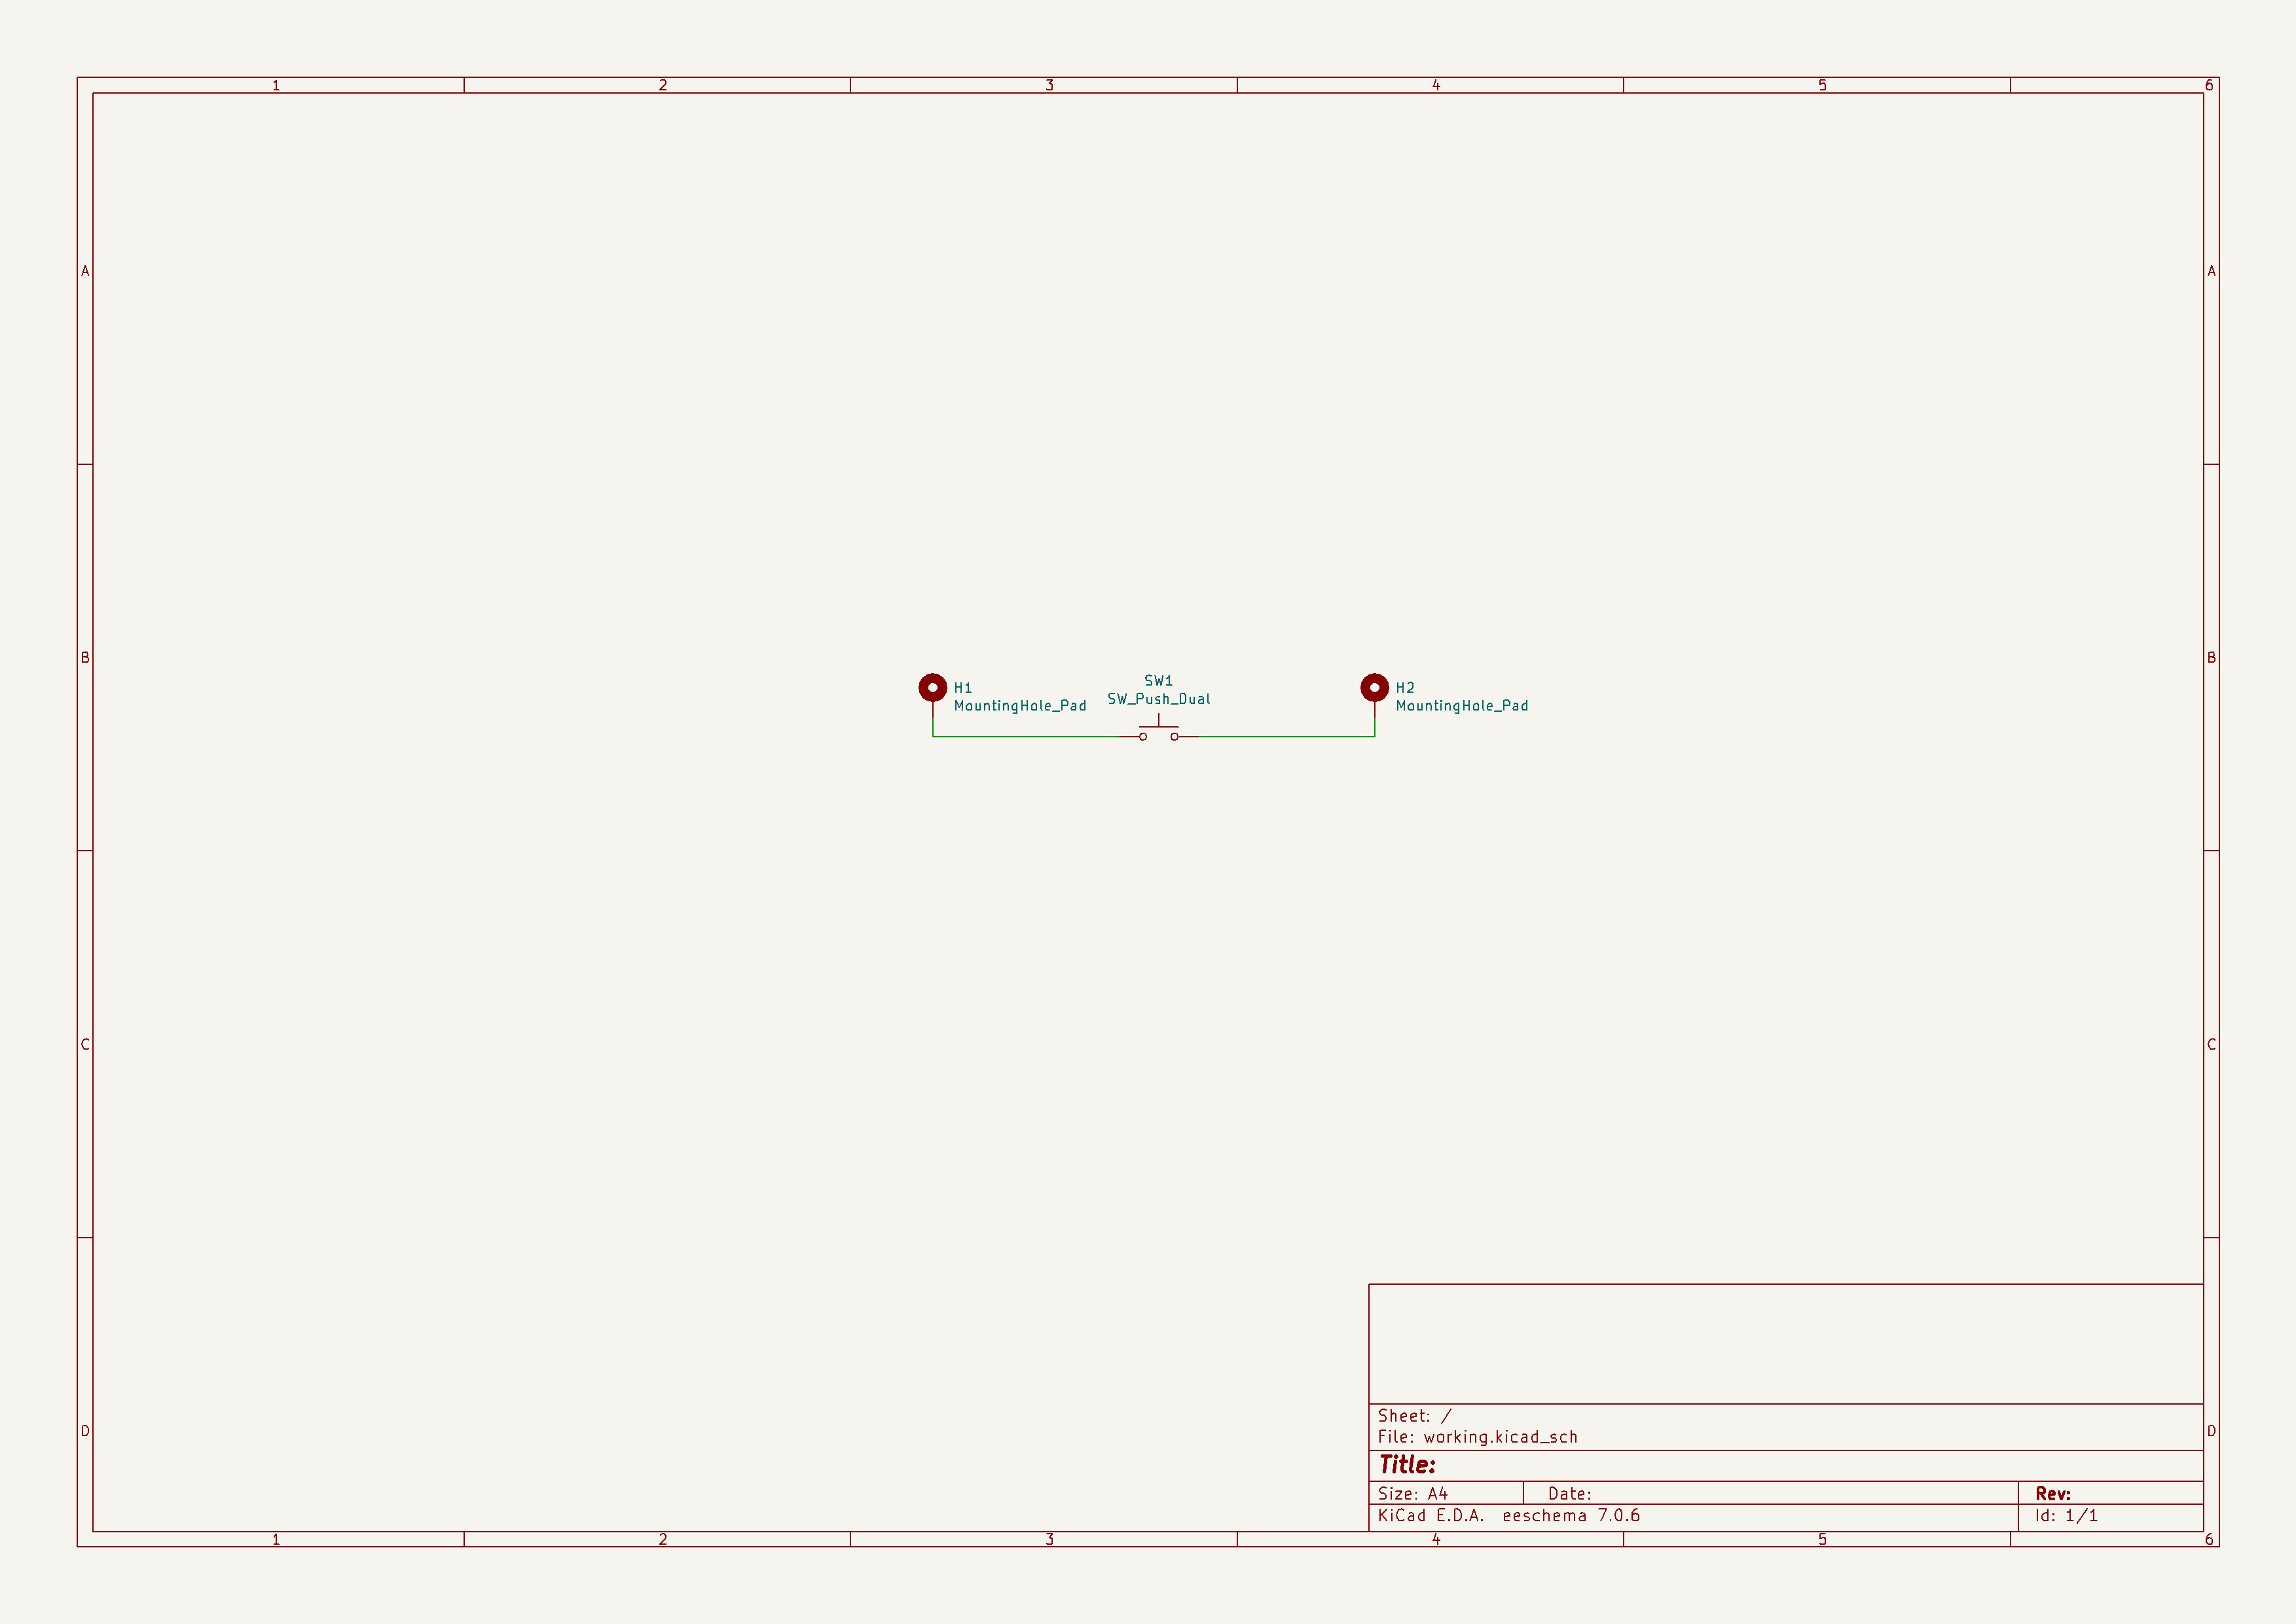 1 2 3 4 5 6
A A
B B
H1
MountingHole_Pad
SW1
SW_Push_Dual
H2
MountingHole_Pad
C C
D D
Sheet: /
File: working.kicad_sch
Title:
Size: A4 Date: Rev:
KiCad E.D.A. eeschema 7.0.6 Id: 1/1
1 2 3 4 5 6